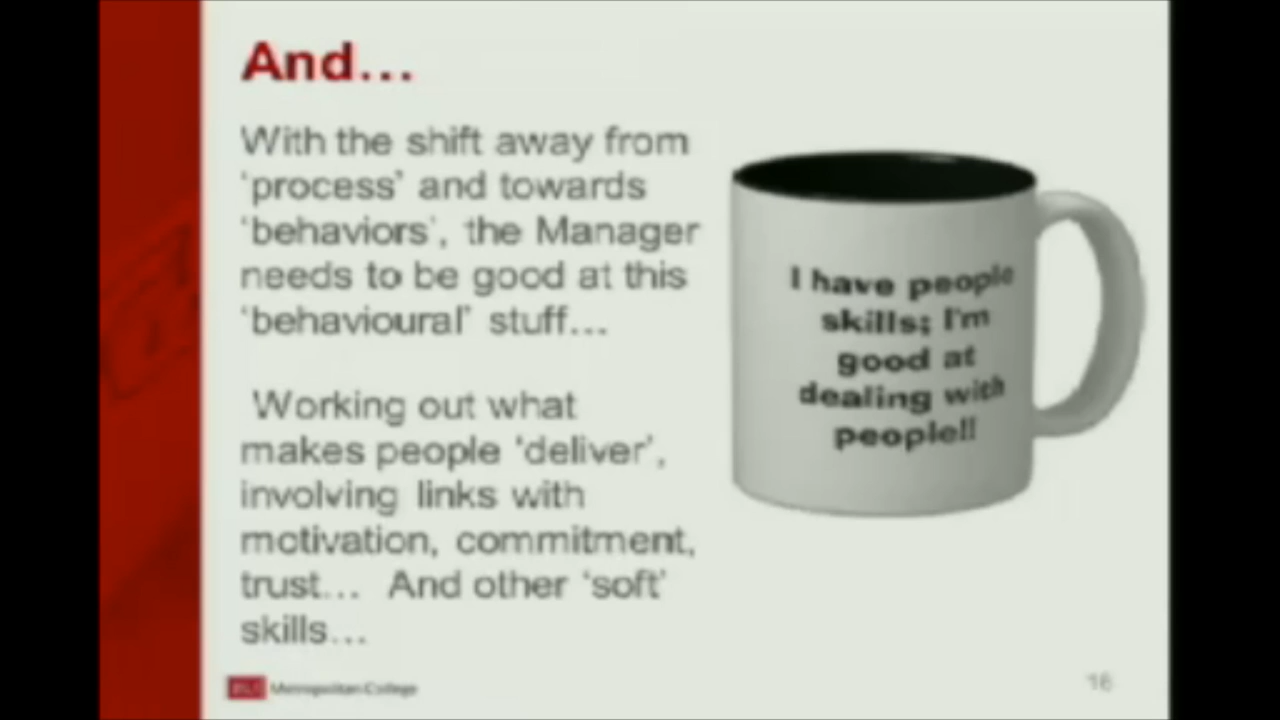 And...
With the shift away from
‘process’ and towards
‘behaviors’, the Manager
needs to be good at this
‘behavioural’ stuff...
Working out what
makes people ‘deliver’,
involving links with
motivation, commitment,
trust... And other ‘soft’
skills...
I have people
skills; I'm
good at
dealing with
people!!
Metropolitan College